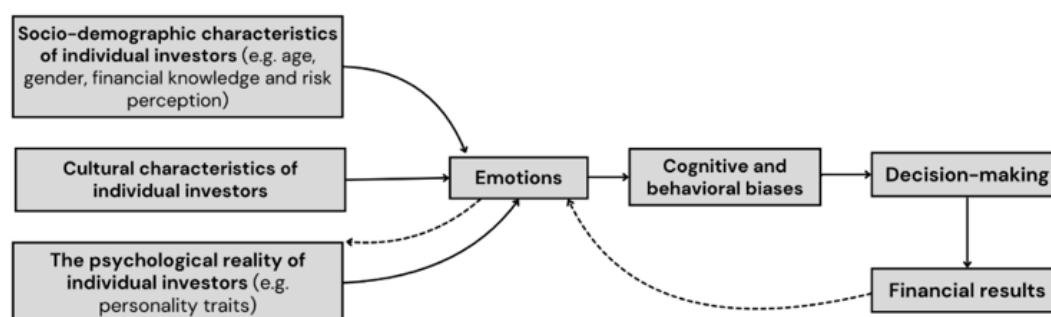 Socio-demographic characteristics
of individual investors (e.g. age,
gender, financial knowledge and risk
perception)
Cultural characteristics of
individual investors
The psychological reality of
individual investors (e.g.
personality traits)
Emotions
Cognitive and
behavioral biases
Decision-making
Financial results